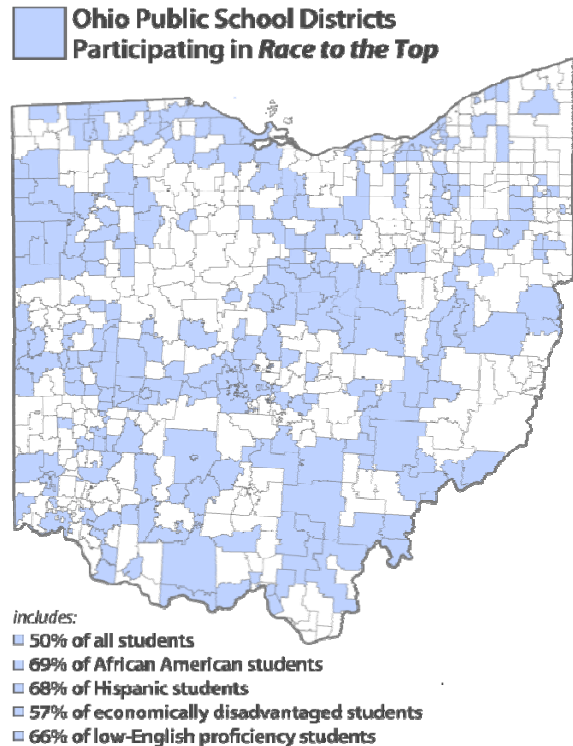 Ohio Public School Districts
Participating in Race to the Top
includes:
50% of all students
69% of African American students
68% of Hispanic students
57% of economically disadvantaged students
66% of low-English proficiency students